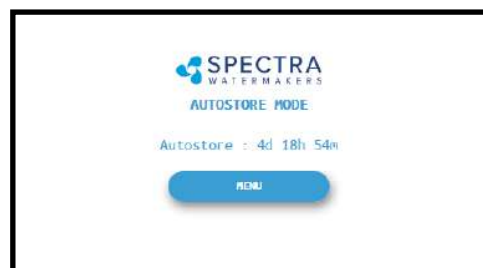 SPECTRA
WATERMAKERS
AUTOSTORE MODE
Autostore : 4d 18h 54m
MENU